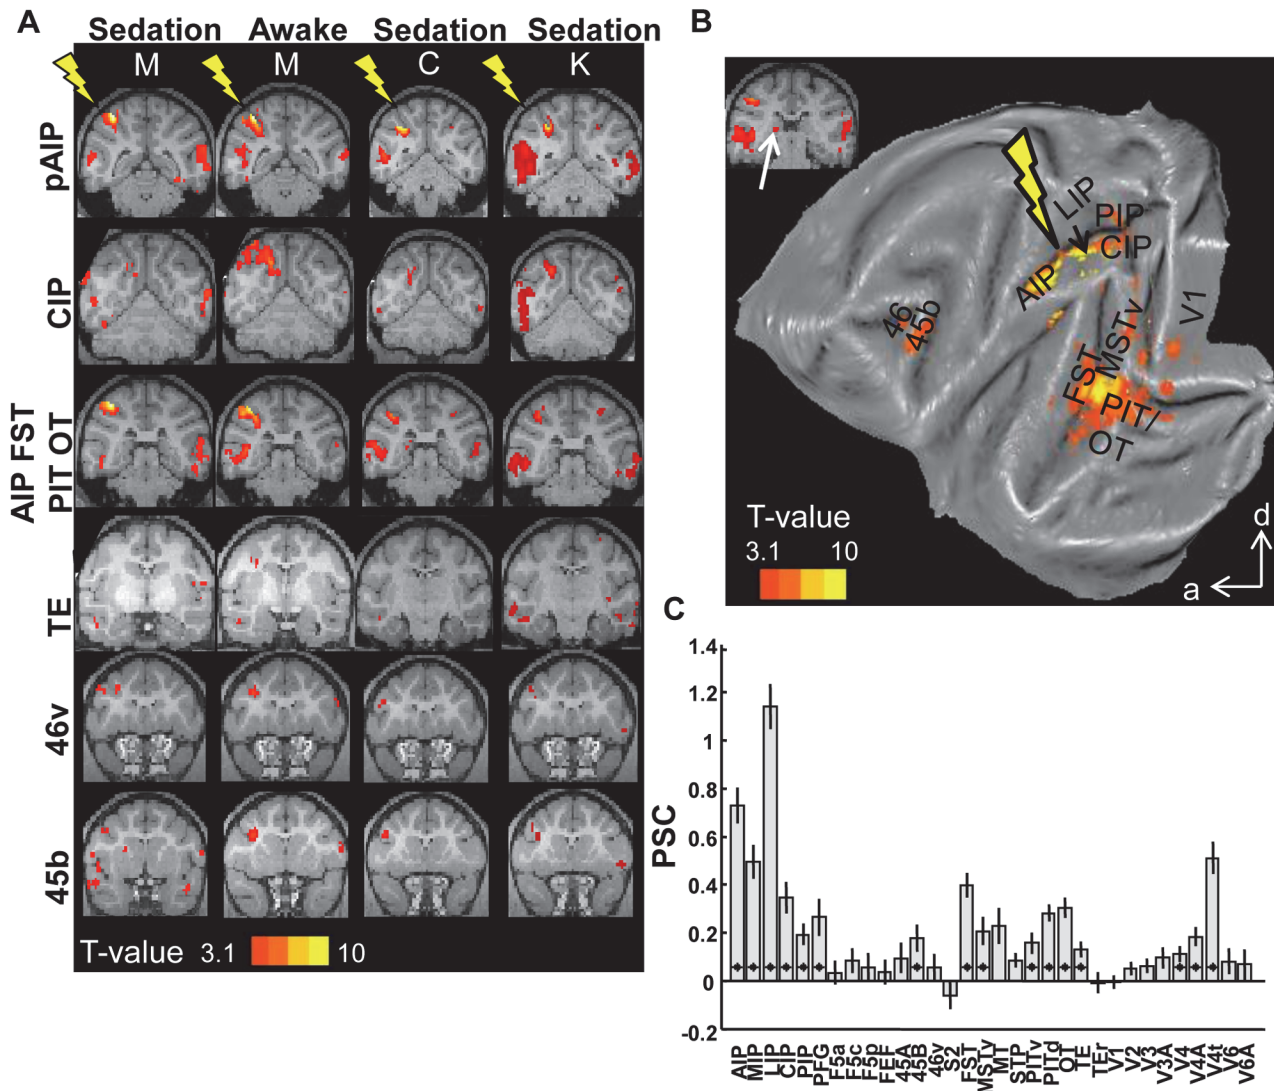 A
Sedation Awake Sedation Sedation
M M C K
pAIP
CIP
AIP FST
PIT OT
TE
46v
45b
T-value 3.1 10
B
LIP
PIP
CIP
AIP
46
45b
MSTv
FST
V1
PIT/
OT
T-value
3.1 10
d
a
C
PSC
1.4
1.2
1
0.8
0.6
0.4
0.2
0
-0.2
AIP MIP LIP CIP PIP PFG F5a F5c F5p FEF 45A 45B 46v S2 FST MSTv MT STP PITv PITd OT TE TEr V1 V2 V3 V3A V4 V4A V4t V6 V6A